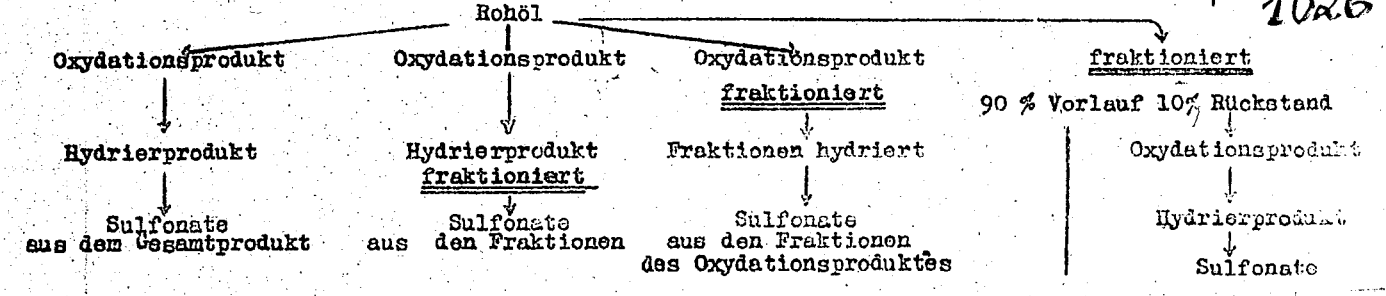 1026
Rohöl
Oxydationsprodukt Oxydationsprodukt Oxydationsprodukt fraktioniert
fraktioniert
90 % Vorlauf 10% Rückstand
Hydrierprodukt Hydrierprodukt Fraktionen hydriert Oxydationsprodukt
fraktioniert
Sulfonate Sulfonate Sulfonate Hydrierprodukt
aus dem Gesamtprodukt aus den Fraktionen aus den Fraktionen
des Oxydationsproduktes Sulfonate